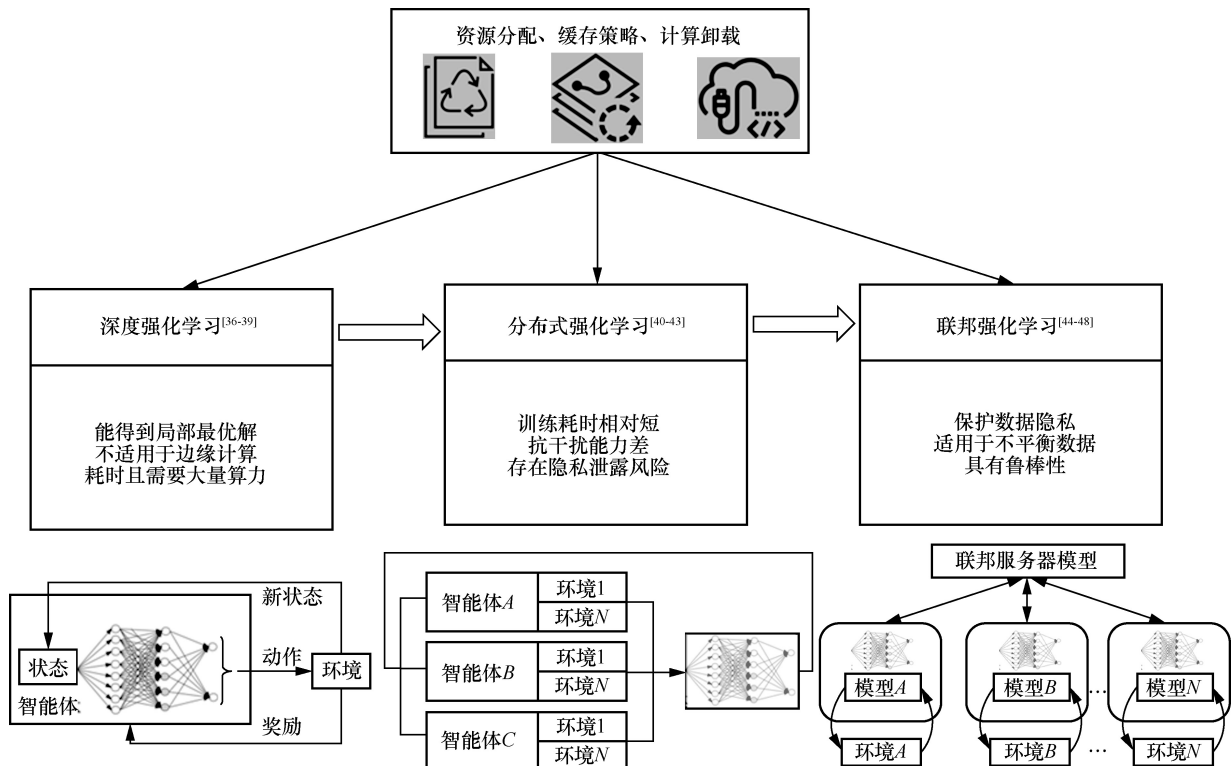 资源分配、缓存策略、计算卸载
深度强化学习[36-39]
分布式强化学习[40-43]
联邦强化学习[44-48]
能得到局部最优解
不适用于边缘计算
耗时且需要大量算力
训练耗时相对短
抗干扰能力差
存在隐私泄露风险
保护数据隐私
适用于不平衡数据
具有鲁棒性
新状态
状态
智能体
动作
环境
奖励
智能体A
环境1
环境N
智能体B
环境1
环境N
智能体C
环境1
环境N
联邦服务器模型
模型A
模型B
…
模型N
环境A
环境B
…
环境N